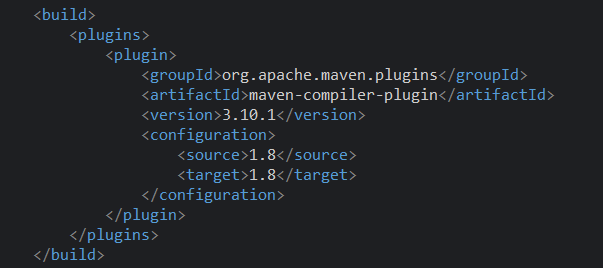 <build>
<plugins>
<plugin>
<groupId>org.apache.maven.plugins</groupId>
<artifactId>maven-compiler-plugin</artifactId>
<version>3.10.1</version>
<configuration>
<source>1.8</source>
<target>1.8</target>
</configuration>
</plugin>
</plugins>
</build>